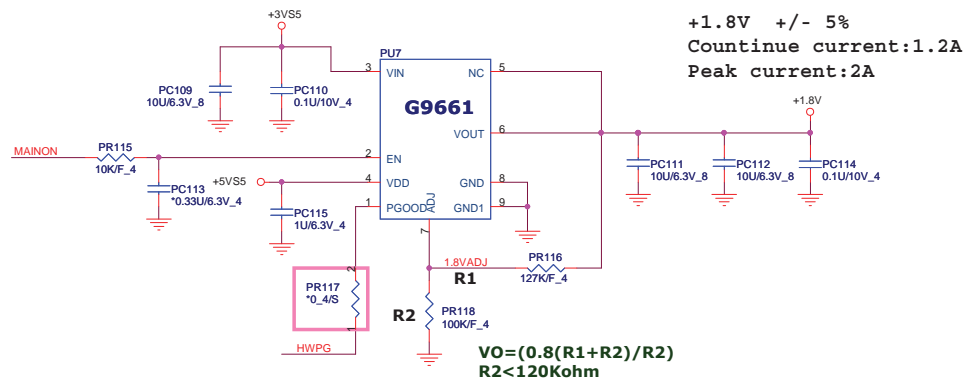 +3VS5
+1.8V +/- 5%
Countinue current:1.2A
Peak current:2A
PU7
3 VIN
NC 5
PC109
10U/6.3V_8
PC110
0.1U/10V_4
G9661
+1.8V
VOUT 6
MAINON
PR115
10K/F_4
2 EN
PC111
10U/6.3V_8
PC112
10U/6.3V_8
PC114
0.1U/10V_4
PC113
*0.33U/6.3V_4
+5VS5
4 VDD
GND 8
PC115
1U/6.3V_4
1 PGOOD
ADJ
GND1 9
7
1.8VADJ
R1
PR116
127K/F_4
2
PR117
*0_4/S
1
R2
PR118
100K/F_4
HWPG
VO=(0.8(R1+R2)/R2)
R2<120Kohm